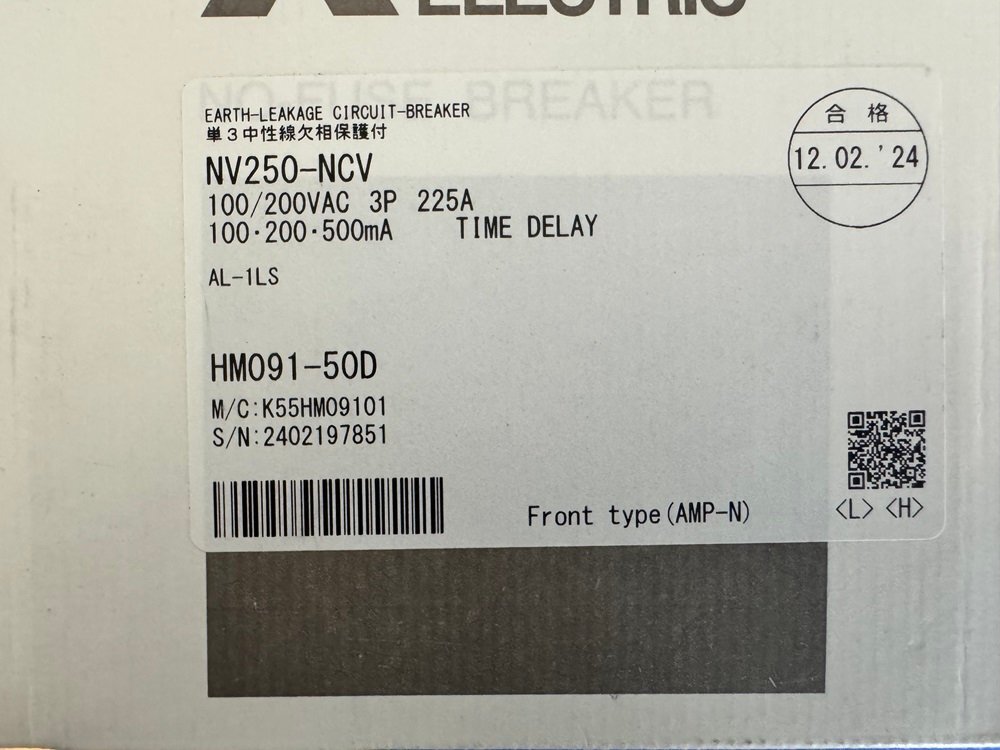 ELECTRIC
NO FUSE BREAKER
EARTH-LEAKAGE CIRCUIT-BREAKER
単3中性線欠相保護付
合格
12.02.'24
NV250-NCV
100/200VAC 3P 225A
100・200・500mA TIME DELAY
AL-1LS
HM091-50D
M/C:K55HM09101
S/N:2402197851
Front type(AMP-N)
<L> <H>